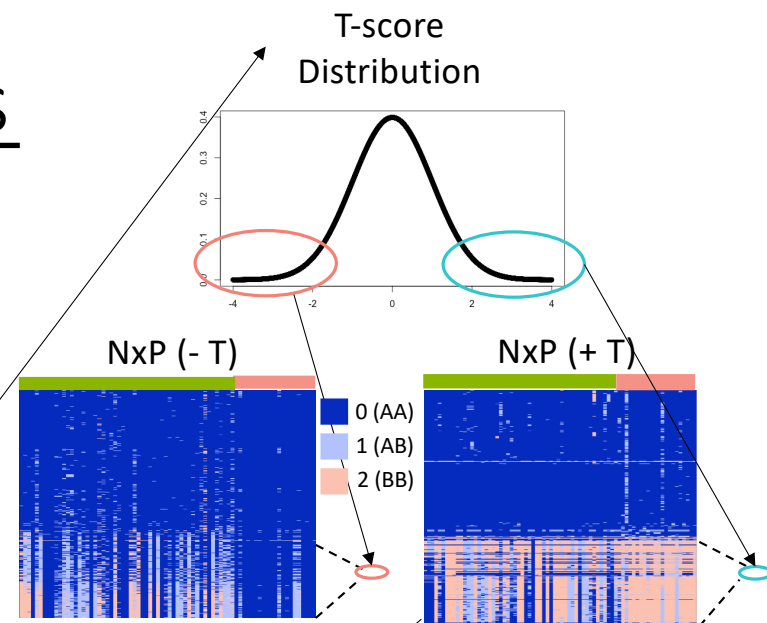 T-score
Distribution
S
0.4
0.3
0.2
0.1
0.0
-4 -2 0 2 4
NxP (- T)
NxP (+ T)
0 (AA)
1 (AB)
2 (BB)